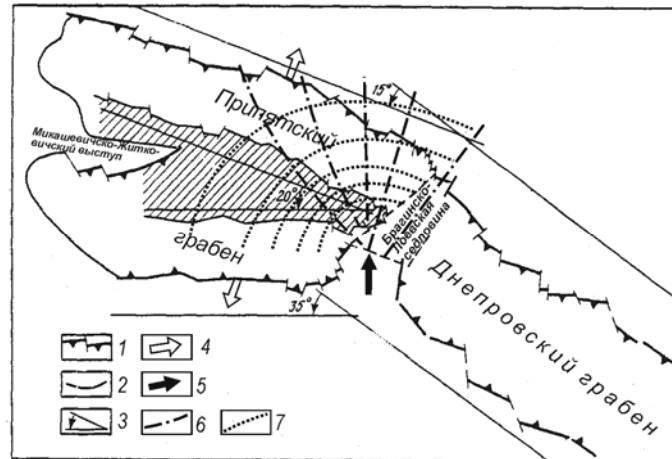 15°
Припятский
Микашевичско-Житко-
вичский выступ
20°
Брагинско-
Лоевская
седловина
грабен
Днепровский грабен
35°
1
4
2
5
3
6
7